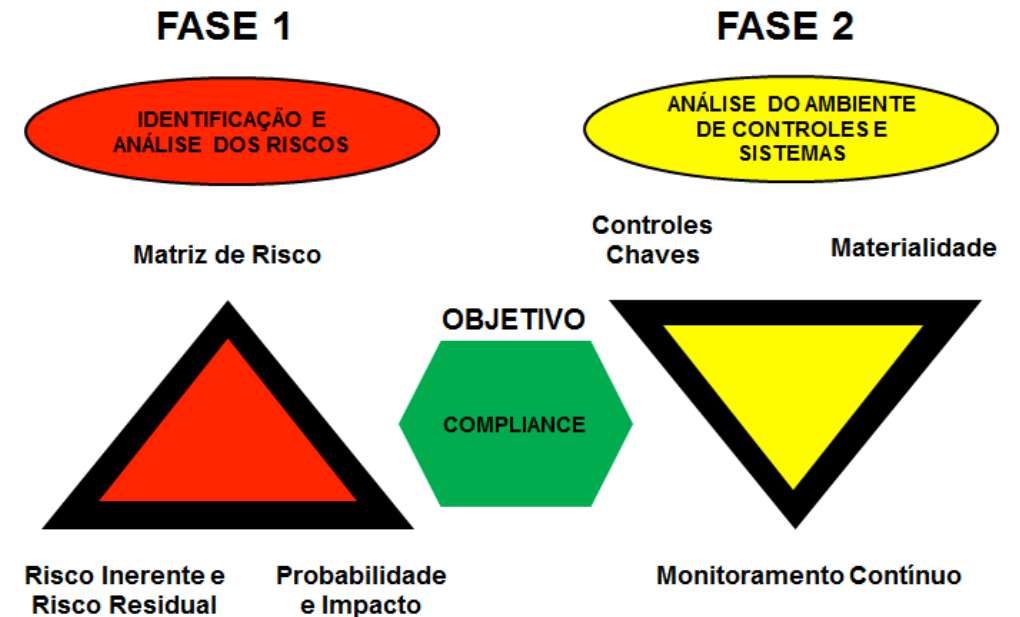 FASE 1
FASE 2
IDENTIFICAÇÃO E
ANÁLISE DOS RISCOS
ANÁLISE DO AMBIENTE
DE CONTROLES E
SISTEMAS
Matriz de Risco
Controles
Chaves
Materialidade
OBJETIVO
COMPLIANCE
Risco Inerente e
Risco Residual
Probabilidade
e Impacto
Monitoramento Contínuo